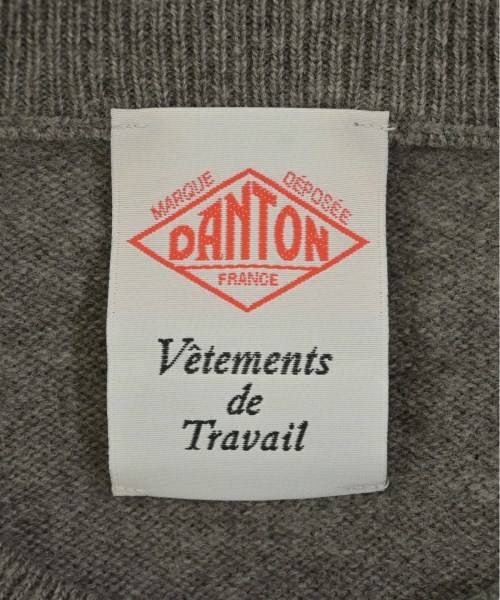 MARQUE DÉPOSÉE
DANTON
FRANCE
Vêtements
de
Travail